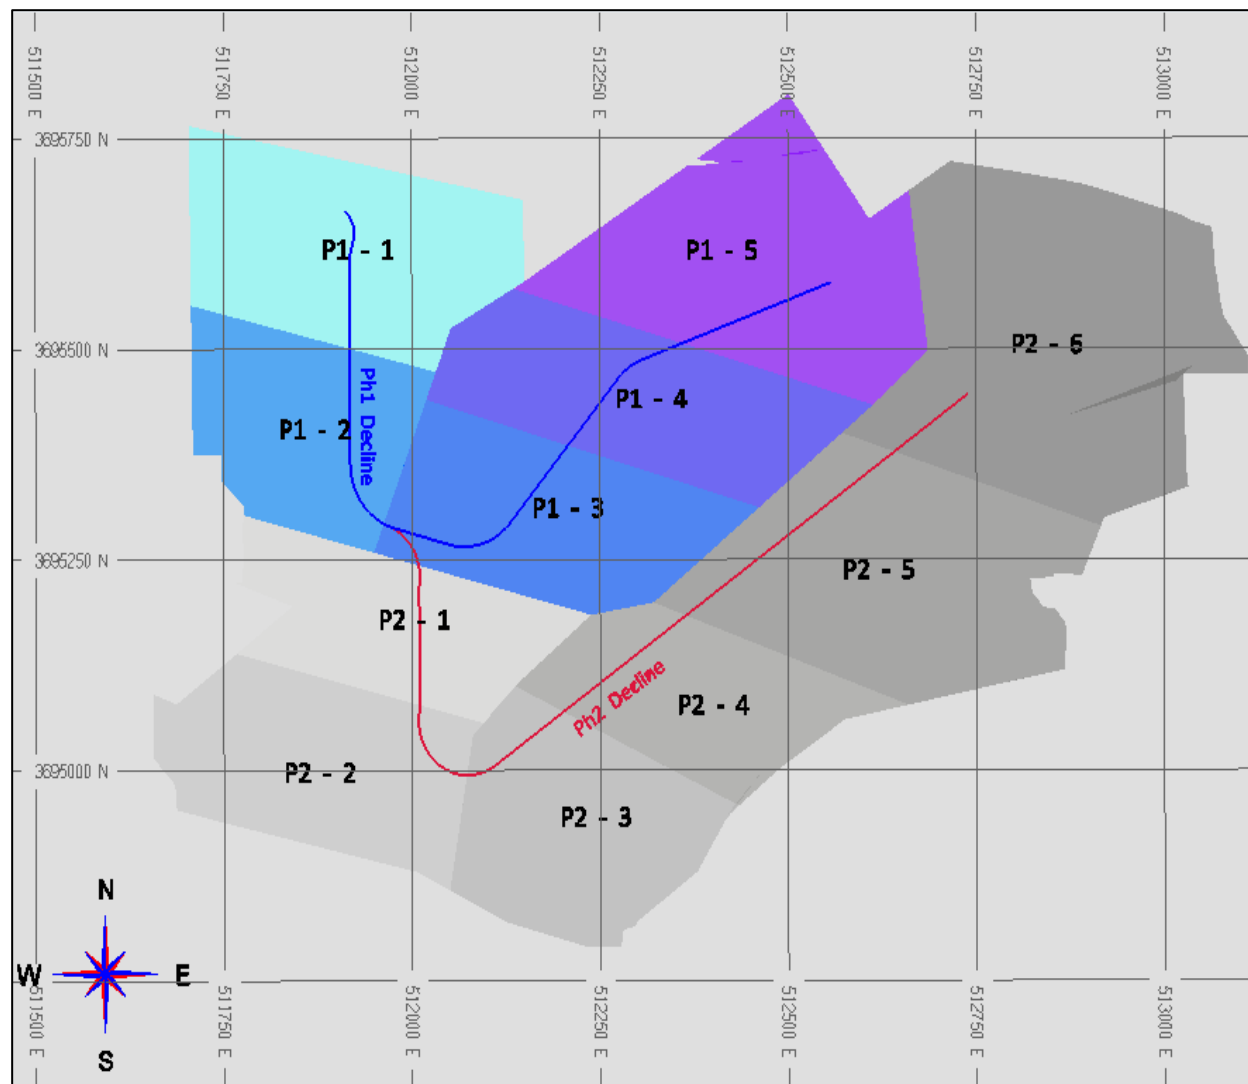 511500 E
511750 E
512000 E
512250 E
512500 E
512750 E
513000 E
3695750 N
P1 - 1
P1 - 5
3695500 N
P2 - 6
Ph1 Decline
P1 - 4
P1 - 2
P1 - 3
3695250 N
P2 - 5
P2 - 1
Ph2 Decline
P2 - 4
3695000 N
P2 - 2
P2 - 3
N
W
E
S
511500 E
511750 E
512000 E
512250 E
512500 E
512750 E
513000 E